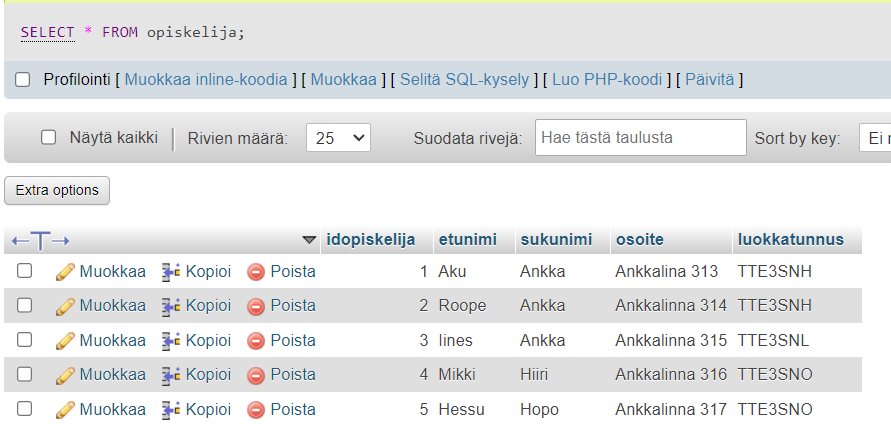 SELECT * FROM opiskelija;
Profilointi [ Muokkaa inline-koodia ] [ Muokkaa ] [ Selitä SQL-kysely ] [ Luo PHP-koodi ] [ Päivitä ]
Näytä kaikki Rivien määrä: 25 Suodata rivejä: Hae tästä taulusta Sort by key:
Extra options
idopiskelija etunimi sukunimi osoite luokkatunnus
Muokkaa Kopioi Poista 1 Aku Ankka Ankkalina 313 TTE3SNH
Muokkaa Kopioi Poista 2 Roope Ankka Ankkalinna 314 TTE3SNH
Muokkaa Kopioi Poista 3 Iines Ankka Ankkalinna 315 TTE3SNL
Muokkaa Kopioi Poista 4 Mikki Hiiri Ankkalinna 316 TTE3SNO
Muokkaa Kopioi Poista 5 Hessu Hopo Ankkalinna 317 TTE3SNO